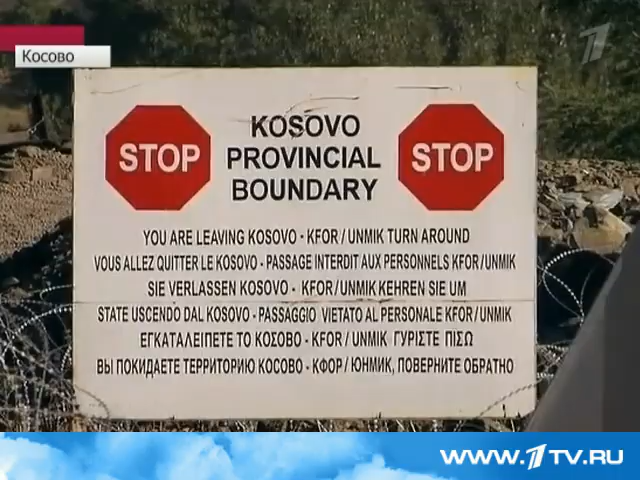 Косово
STOP
KOSOVO
PROVINCIAL
BOUNDARY
STOP
YOU ARE LEAVING KOSOVO - KFOR / UNMIK TURN AROUND
VOUS ALLEZ QUITTER LE KOSOVO - PASSAGE INTERDIT AUX PERSONNELS KFOR / UNMIK
SIE VERLASSEN KOSOVO - KFOR / UNMIK KEHREN SIE UM
STATE USCENDO DAL KOSOVO - PASSAGGIO VIETATO AL PERSONALE KFOR / UNMIK
ΕΓΚΑΤΑΛΕΙΠΕΤΕ ΤΟ ΚΟΣΟΒΟ - KFOR / UNMIK ΓΥΡΙΣΤΕ ΠΙΣΩ
ВЫ ПОКИДАЕТЕ ТЕРРИТОРИЮ КОСОВО - КФОР / ЮНМИК, ПОВЕРНИТЕ ОБРАТНО
WWW.1TV.RU